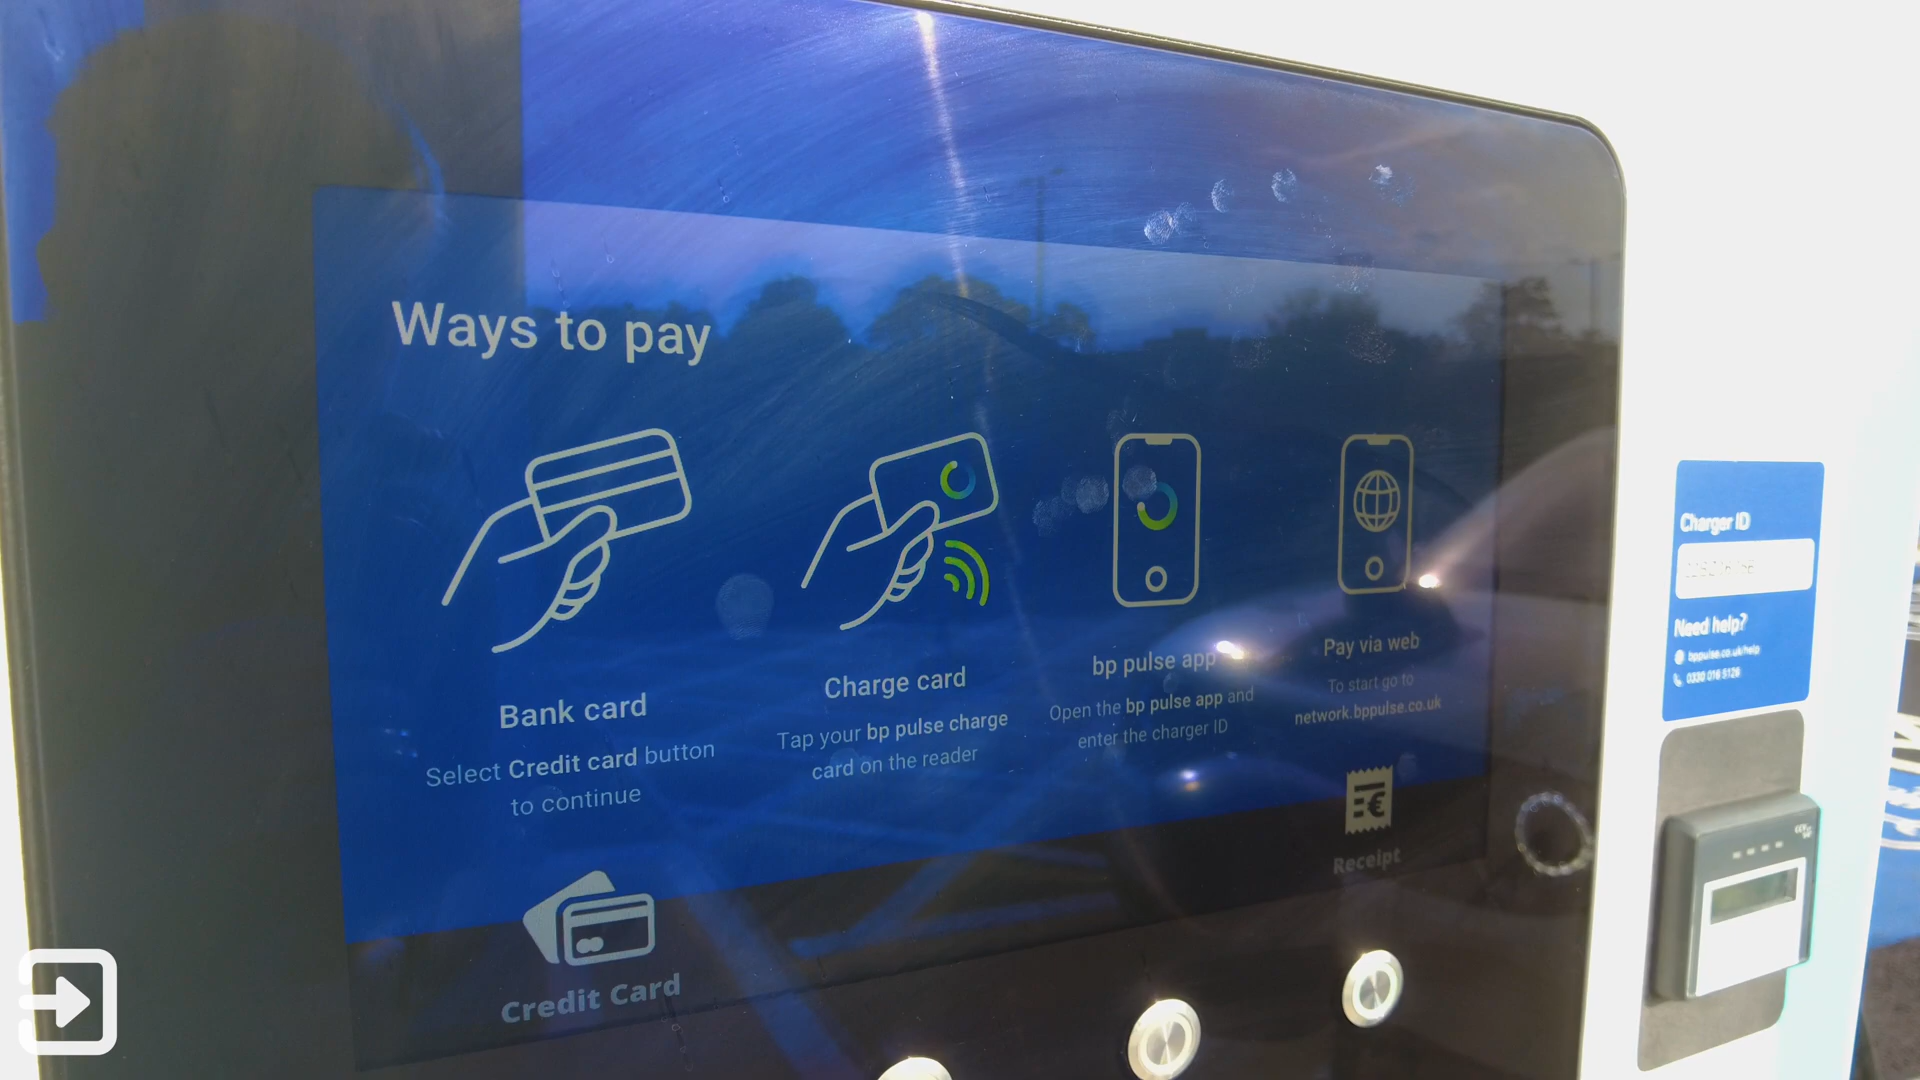 Ways to pay
Bank card
Select Credit card button
to continue
Charge card
Tap your bp pulse charge
card on the reader
bp pulse app
Open the bp pulse app and
enter the charger ID
Pay via web
To start go to
network.bppulse.co.uk
Credit Card
Receipt
Charger ID
Need help?
bppulse.co.uk/help
0330 016 5126